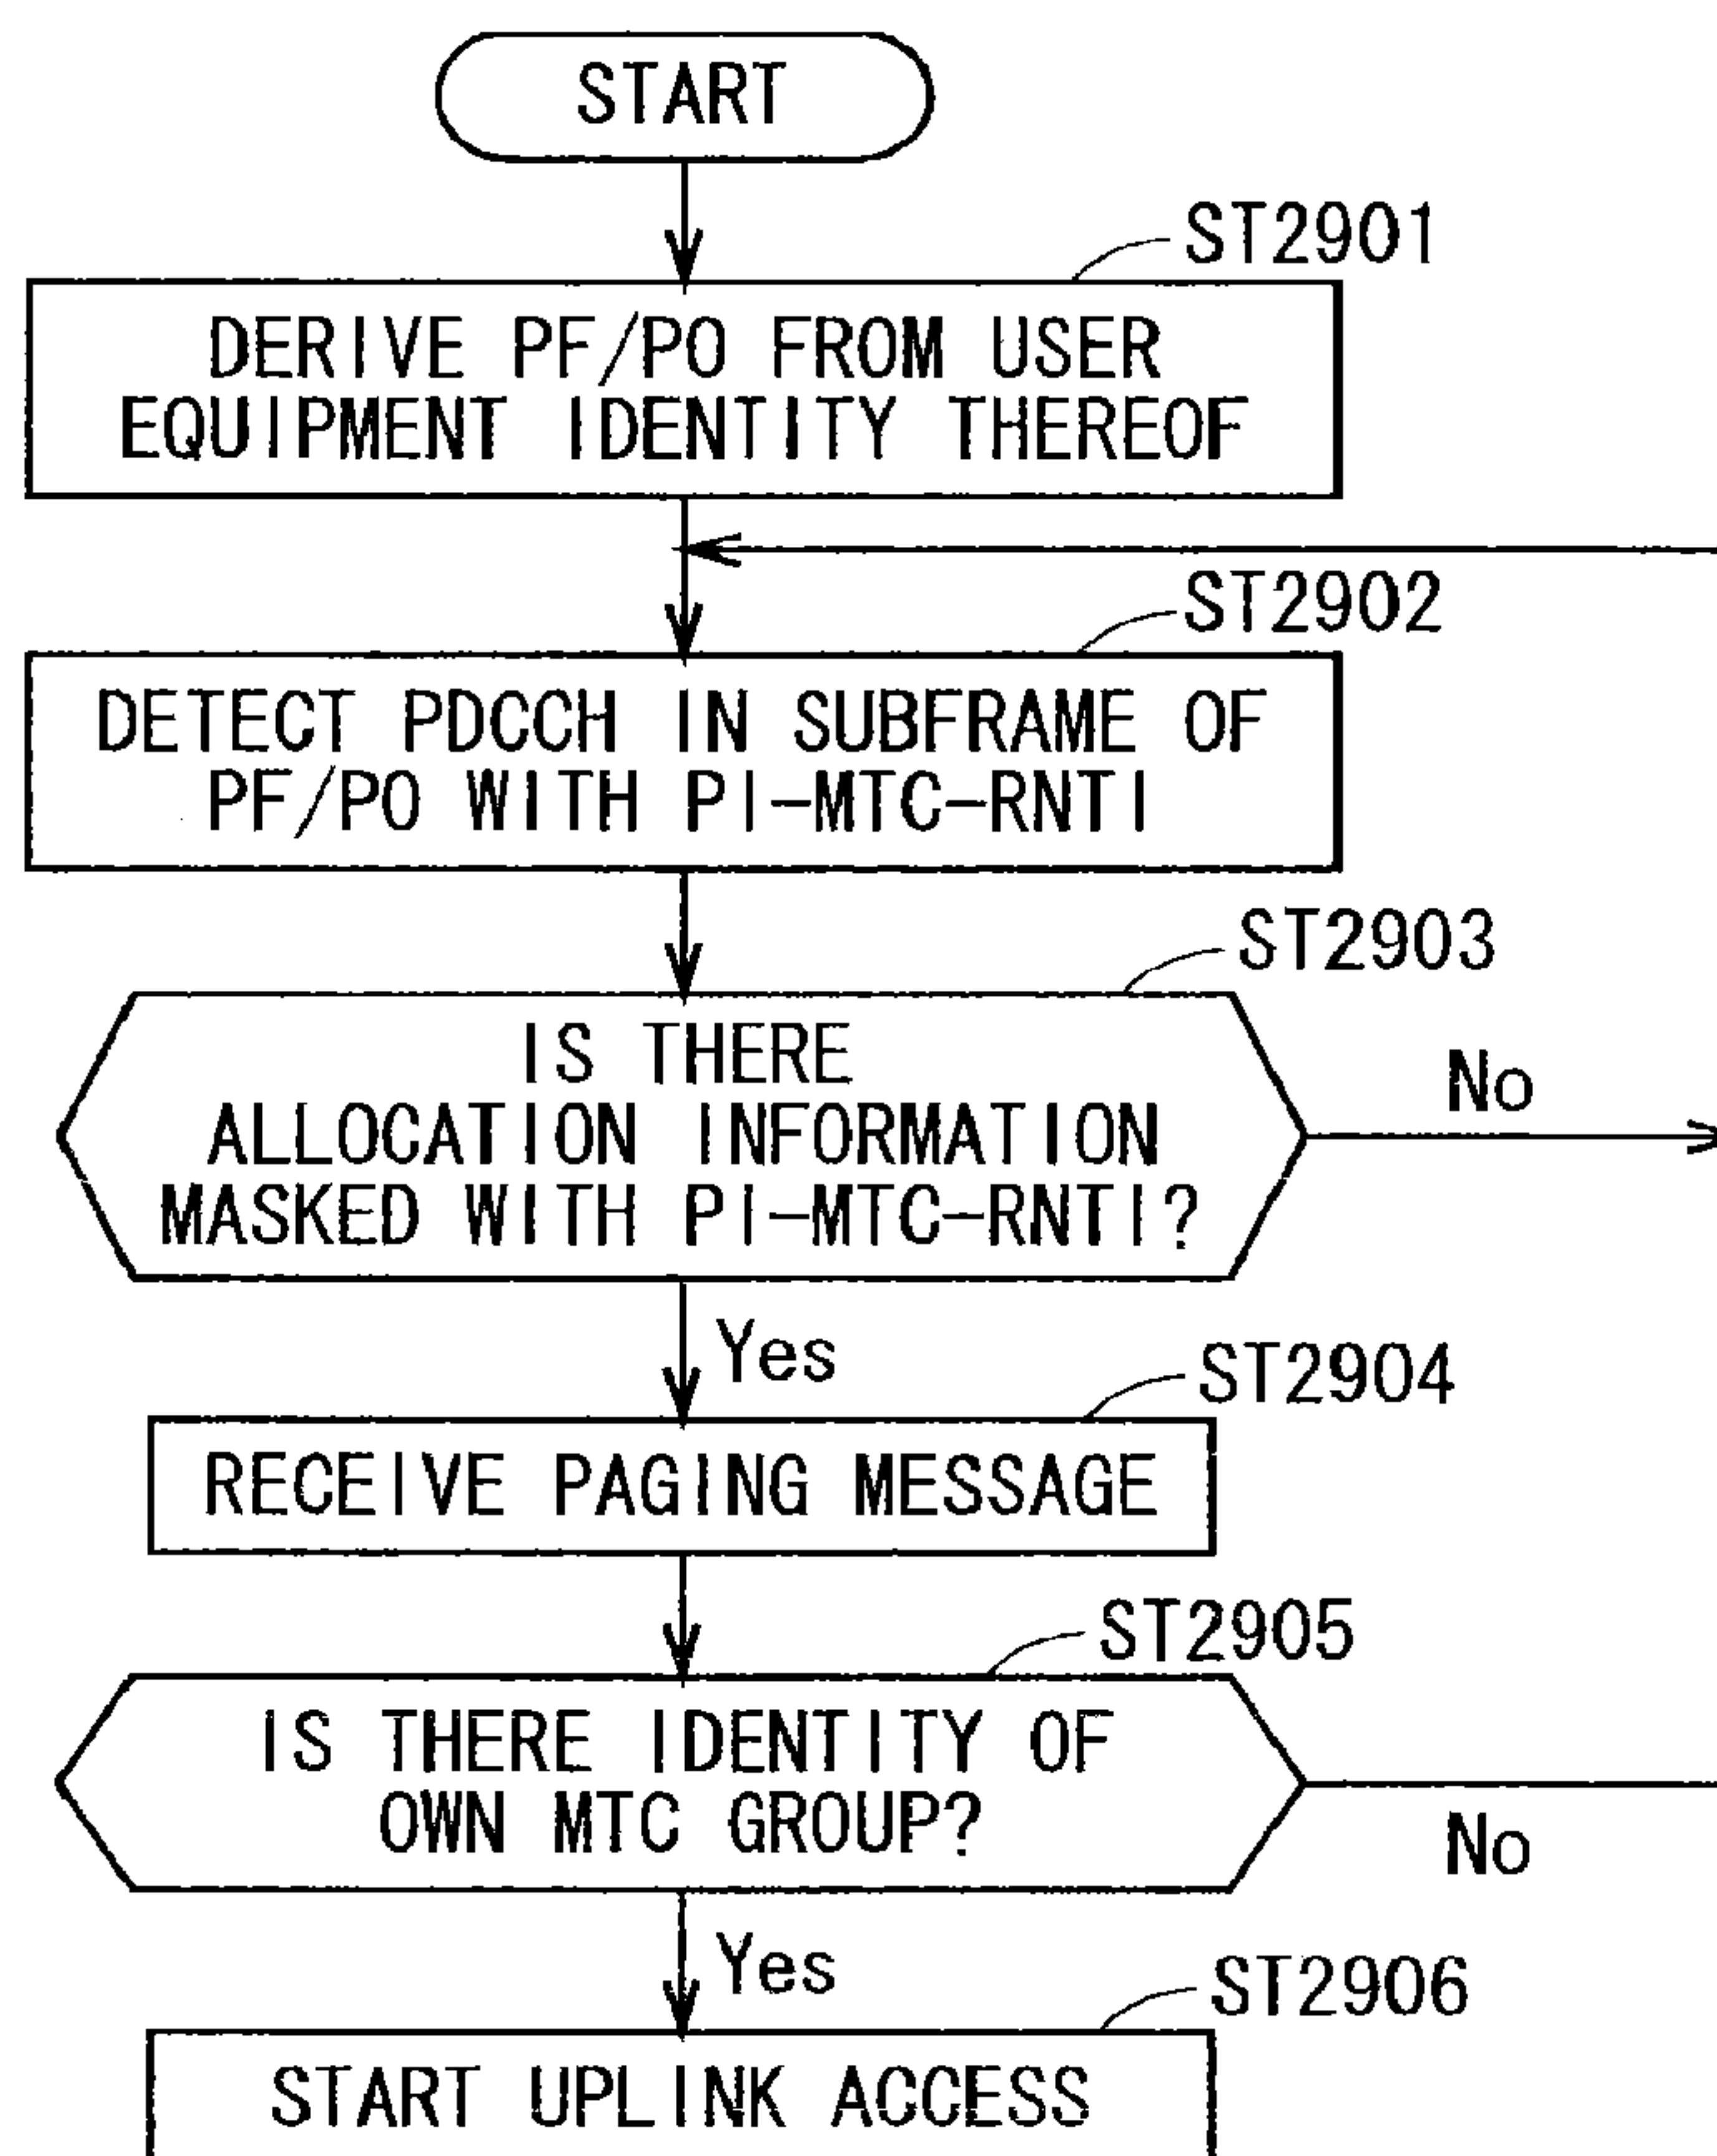 START
ST2901
DERIVE PF/PO FROM USER
EQUIPMENT IDENTITY THEREOF
ST2902
DETECT PDCCH IN SUBFRAME OF
PF/PO WITH PI-MTC-RNTI
ST2903
IS THERE
ALLOCATION INFORMATION
MASKED WITH PI-MTC-RNTI?
No
Yes
ST2904
RECEIVE PAGING MESSAGE
ST2905
IS THERE IDENTITY OF
OWN MTC GROUP?
No
Yes
ST2906
START UPLINK ACCESS